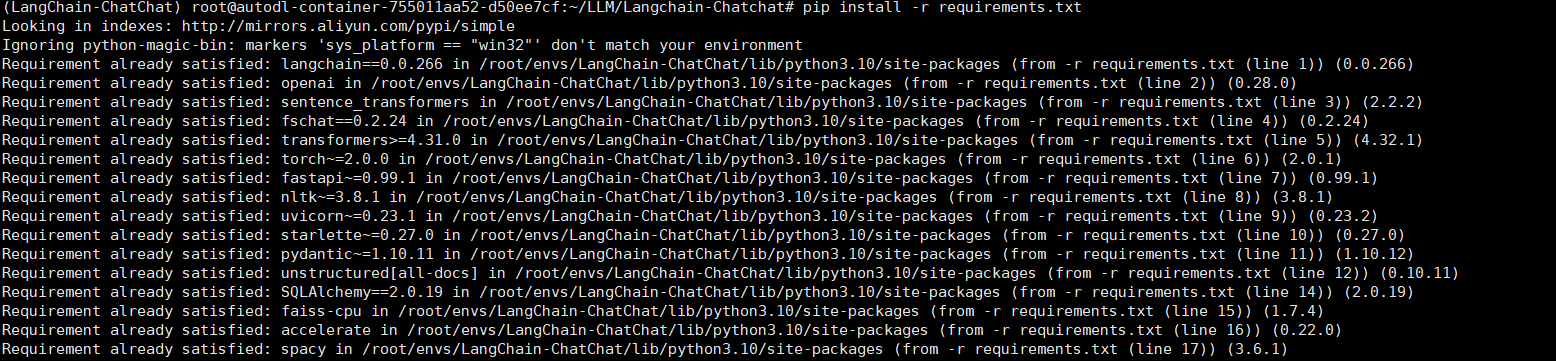 (LangChain-ChatChat) root@autodl-container-755011aa52-d50ee7cf:~/LLM/Langchain-Chatchat# pip install -r requirements.txt
Looking in indexes: http://mirrors.aliyun.com/pypi/simple
Ignoring python-magic-bin: markers 'sys_platform == "win32"' don't match your environment
Requirement already satisfied: langchain==0.0.266 in /root/envs/LangChain-ChatChat/lib/python3.10/site-packages (from -r requirements.txt (line 1)) (0.0.266)
Requirement already satisfied: openai in /root/envs/LangChain-ChatChat/lib/python3.10/site-packages (from -r requirements.txt (line 2)) (0.28.0)
Requirement already satisfied: sentence_transformers in /root/envs/LangChain-ChatChat/lib/python3.10/site-packages (from -r requirements.txt (line 3)) (2.2.2)
Requirement already satisfied: fschat==0.2.24 in /root/envs/LangChain-ChatChat/lib/python3.10/site-packages (from -r requirements.txt (line 4)) (0.2.24)
Requirement already satisfied: transformers>=4.31.0 in /root/envs/LangChain-ChatChat/lib/python3.10/site-packages (from -r requirements.txt (line 5)) (4.32.1)
Requirement already satisfied: torch~=2.0.0 in /root/envs/LangChain-ChatChat/lib/python3.10/site-packages (from -r requirements.txt (line 6)) (2.0.1)
Requirement already satisfied: fastapi~=0.99.1 in /root/envs/LangChain-ChatChat/lib/python3.10/site-packages (from -r requirements.txt (line 7)) (0.99.1)
Requirement already satisfied: nltk~=3.8.1 in /root/envs/LangChain-ChatChat/lib/python3.10/site-packages (from -r requirements.txt (line 8)) (3.8.1)
Requirement already satisfied: uvicorn~=0.23.1 in /root/envs/LangChain-ChatChat/lib/python3.10/site-packages (from -r requirements.txt (line 9)) (0.23.2)
Requirement already satisfied: starlette~=0.27.0 in /root/envs/LangChain-ChatChat/lib/python3.10/site-packages (from -r requirements.txt (line 10)) (0.27.0)
Requirement already satisfied: pydantic~=1.10.11 in /root/envs/LangChain-ChatChat/lib/python3.10/site-packages (from -r requirements.txt (line 11)) (1.10.12)
Requirement already satisfied: unstructured[all-docs] in /root/envs/LangChain-ChatChat/lib/python3.10/site-packages (from -r requirements.txt (line 12)) (0.10.11)
Requirement already satisfied: SQLAlchemy==2.0.19 in /root/envs/LangChain-ChatChat/lib/python3.10/site-packages (from -r requirements.txt (line 14)) (2.0.19)
Requirement already satisfied: faiss-cpu in /root/envs/LangChain-ChatChat/lib/python3.10/site-packages (from -r requirements.txt (line 15)) (1.7.4)
Requirement already satisfied: accelerate in /root/envs/LangChain-ChatChat/lib/python3.10/site-packages (from -r requirements.txt (line 16)) (0.22.0)
Requirement already satisfied: spacy in /root/envs/LangChain-ChatChat/lib/python3.10/site-packages (from -r requirements.txt (line 17)) (3.6.1)